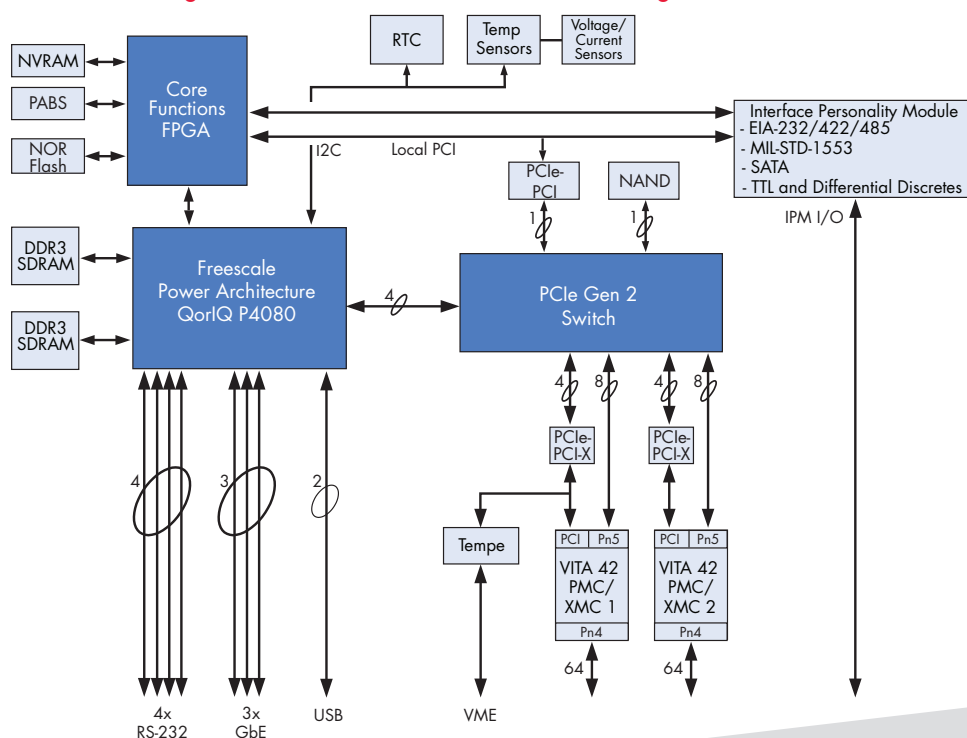 RTC
Temp
Sensors
Voltage/
Current
Sensors
NVRAM
PABS
NOR
Flash
Core
Functions
FPGA
I2C
Local PCI
Interface Personality Module
- EIA-232/422/485
- MIL-STD-1553
- SATA
- TTL and Differential Discretes
IPM I/O
PCIe-
PCI
NAND
1
1
DDR3
SDRAM
DDR3
SDRAM
Freescale
Power Architecture
QorIQ P4080
4
PCIe Gen 2
Switch
4
8
4
8
PCIe-
PCI-X
PCIe-
PCI-X
4
3
2
Tempe
PCI
Pn5
VITA 42
PMC/
XMC 1
Pn4
PCI
Pn5
VITA 42
PMC/
XMC 2
Pn4
64
64
4x
RS-232
3x
GbE
USB
VME